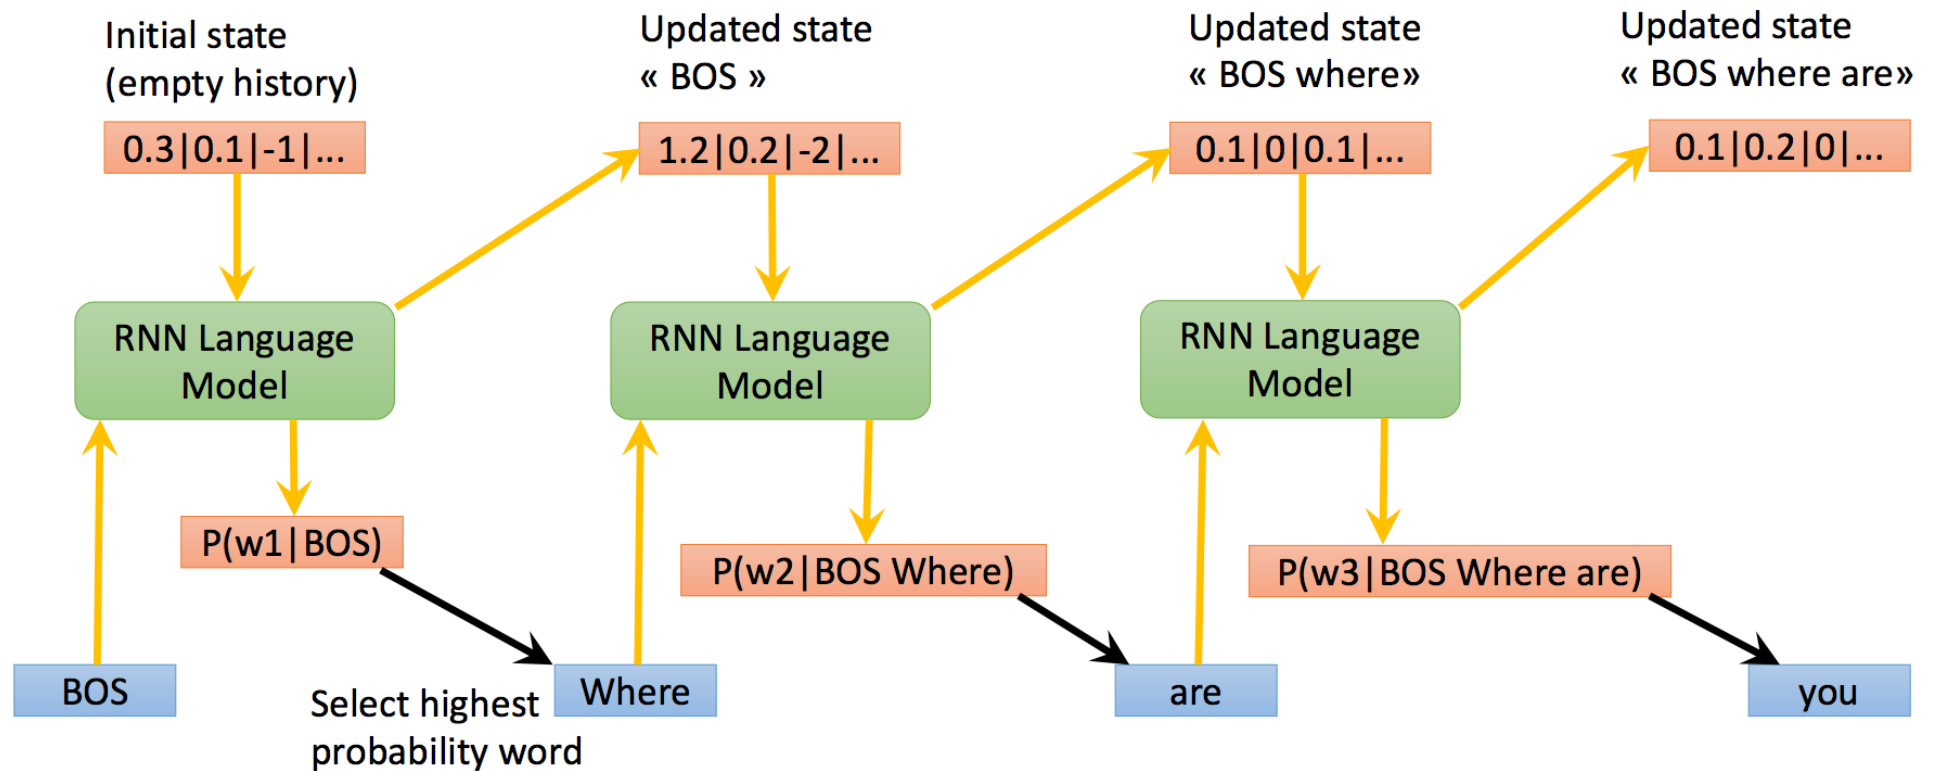 Initial state
(empty history)
Updated state
« BOS »
Updated state
« BOS where»
Updated state
« BOS where are»
0.3|0.1|-1|...
1.2|0.2|-2|...
0.1|0|0.1|...
0.1|0.2|0|...
RNN Language
Model
RNN Language
Model
RNN Language
Model
P(w1|BOS)
P(w2|BOS Where)
P(w3|BOS Where are)
BOS
Select highest
probability word
Where
are
you